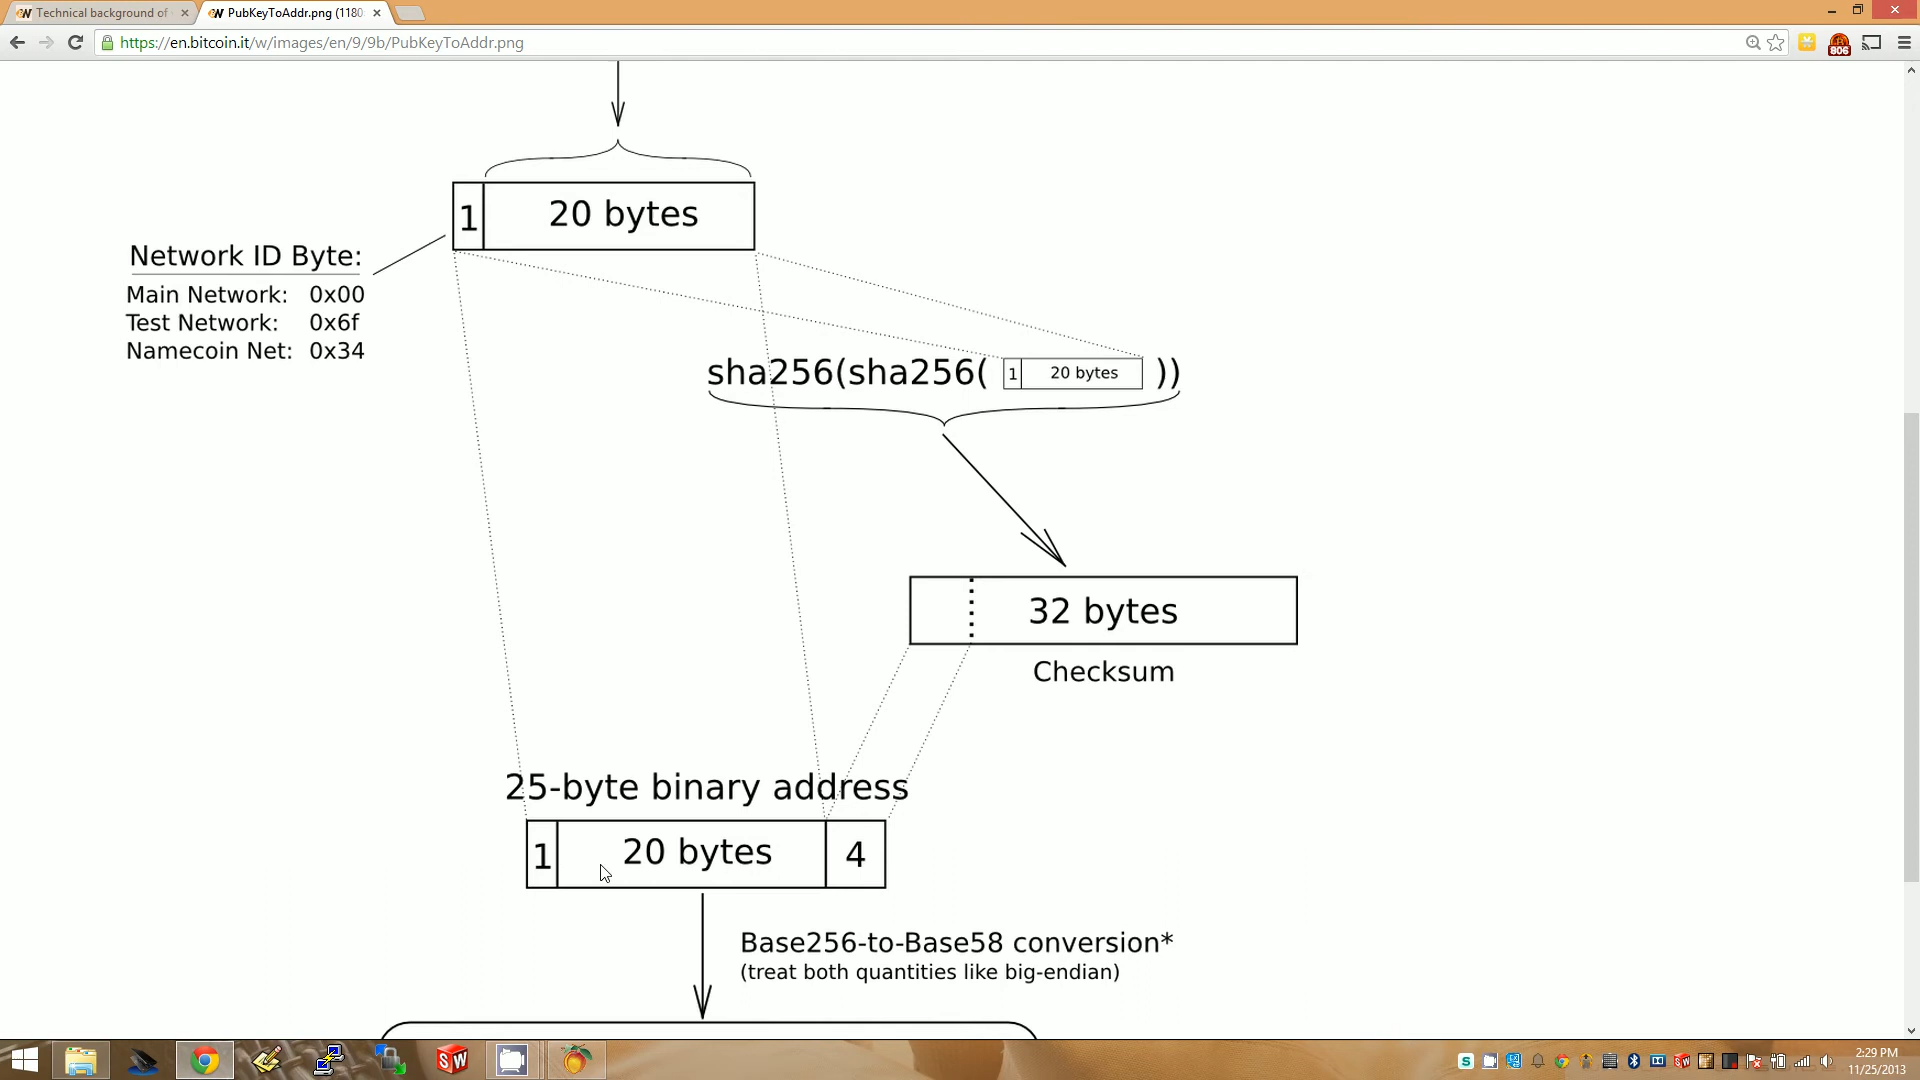 Technical background of
PubKeyToAddr.png (1180
https://en.bitcoin.it/w/images/en/9/9b/PubKeyToAddr.png
806
1 20 bytes
Network ID Byte:
Main Network: 0x00
Test Network: 0x6f
Namecoin Net: 0x34
sha256(sha256( 1 20 bytes ))
32 bytes
Checksum
25-byte binary address
1 20 bytes 4
Base256-to-Base58 conversion*
(treat both quantities like big-endian)
SW
S
2:29 PM
11/25/2013